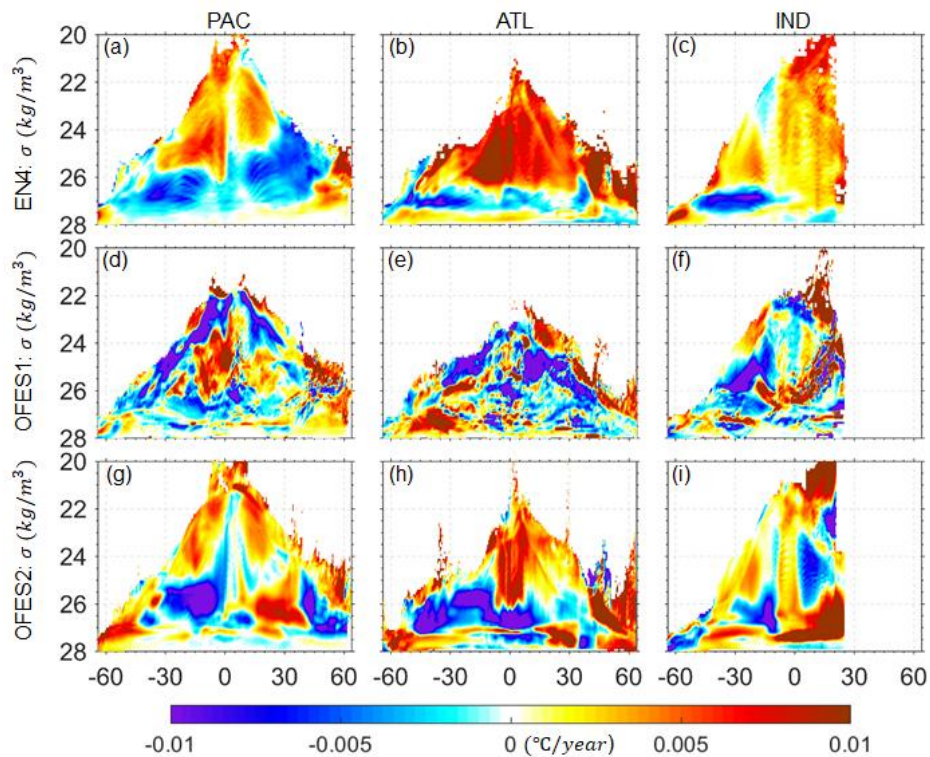 PAC ATL IND
(a) (b) (c)
EN4: σ (kg/m³)
20
22
24
26
28
(d) (e) (f)
OFES1: σ (kg/m³)
20
22
24
26
28
(g) (h) (i)
OFES2: σ (kg/m³)
20
22
24
26
28
-60 -30 0 30 60 -60 -30 0 30 60 -60 -30 0 30 60
-0.01 -0.005 0 (°C/year) 0.005 0.01